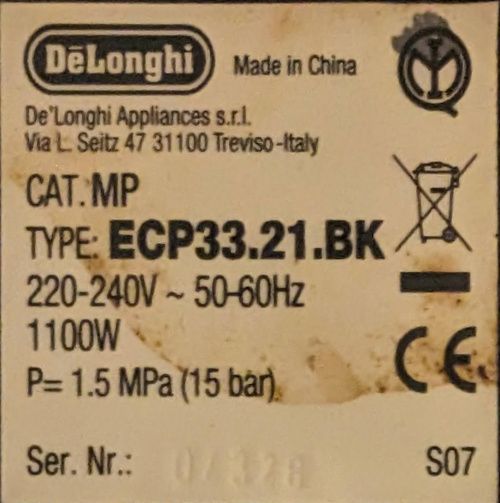 DēLonghi Made in China
De'Longhi Appliances s.r.l.
Via L. Seitz 47 31100 Treviso-Italy
CAT. MP
TYPE: ECP33.21.BK
220-240V ~ 50-60Hz
1100W
P= 1.5 MPa (15 bar)
CE
Ser. Nr.: S07